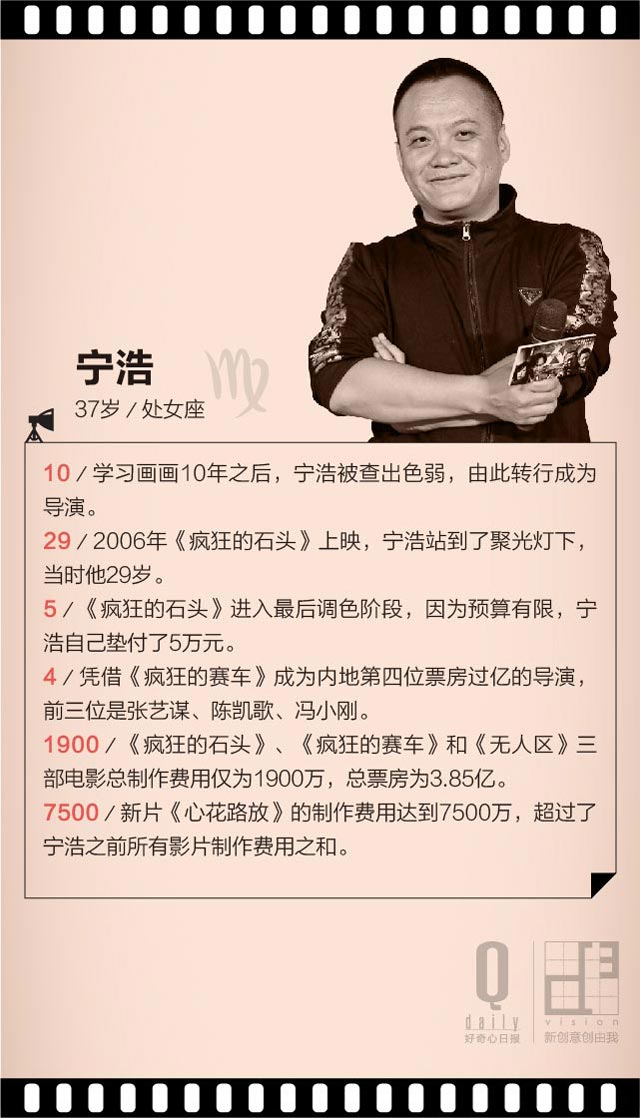 宁浩
37岁 / 处女座
10 / 学习画画10年之后，宁浩被查出色弱，由此转行成为
导演。
29 / 2006年《疯狂的石头》上映，宁浩站到了聚光灯下，
当时他29岁。
5 / 《疯狂的石头》进入最后调色阶段，因为预算有限，宁
浩自己垫付了5万元。
4 / 凭借《疯狂的赛车》成为内地第四位票房过亿的导演，
前三位是张艺谋、陈凯歌、冯小刚。
1900 / 《疯狂的石头》、《疯狂的赛车》和《无人区》三
部电影总制作费用仅为1900万，总票房为3.85亿。
7500 / 新片《心花路放》的制作费用达到7500万，超过了
宁浩之前所有影片制作费用之和。
Q
daily
好奇心日报
vision
新创意创由我